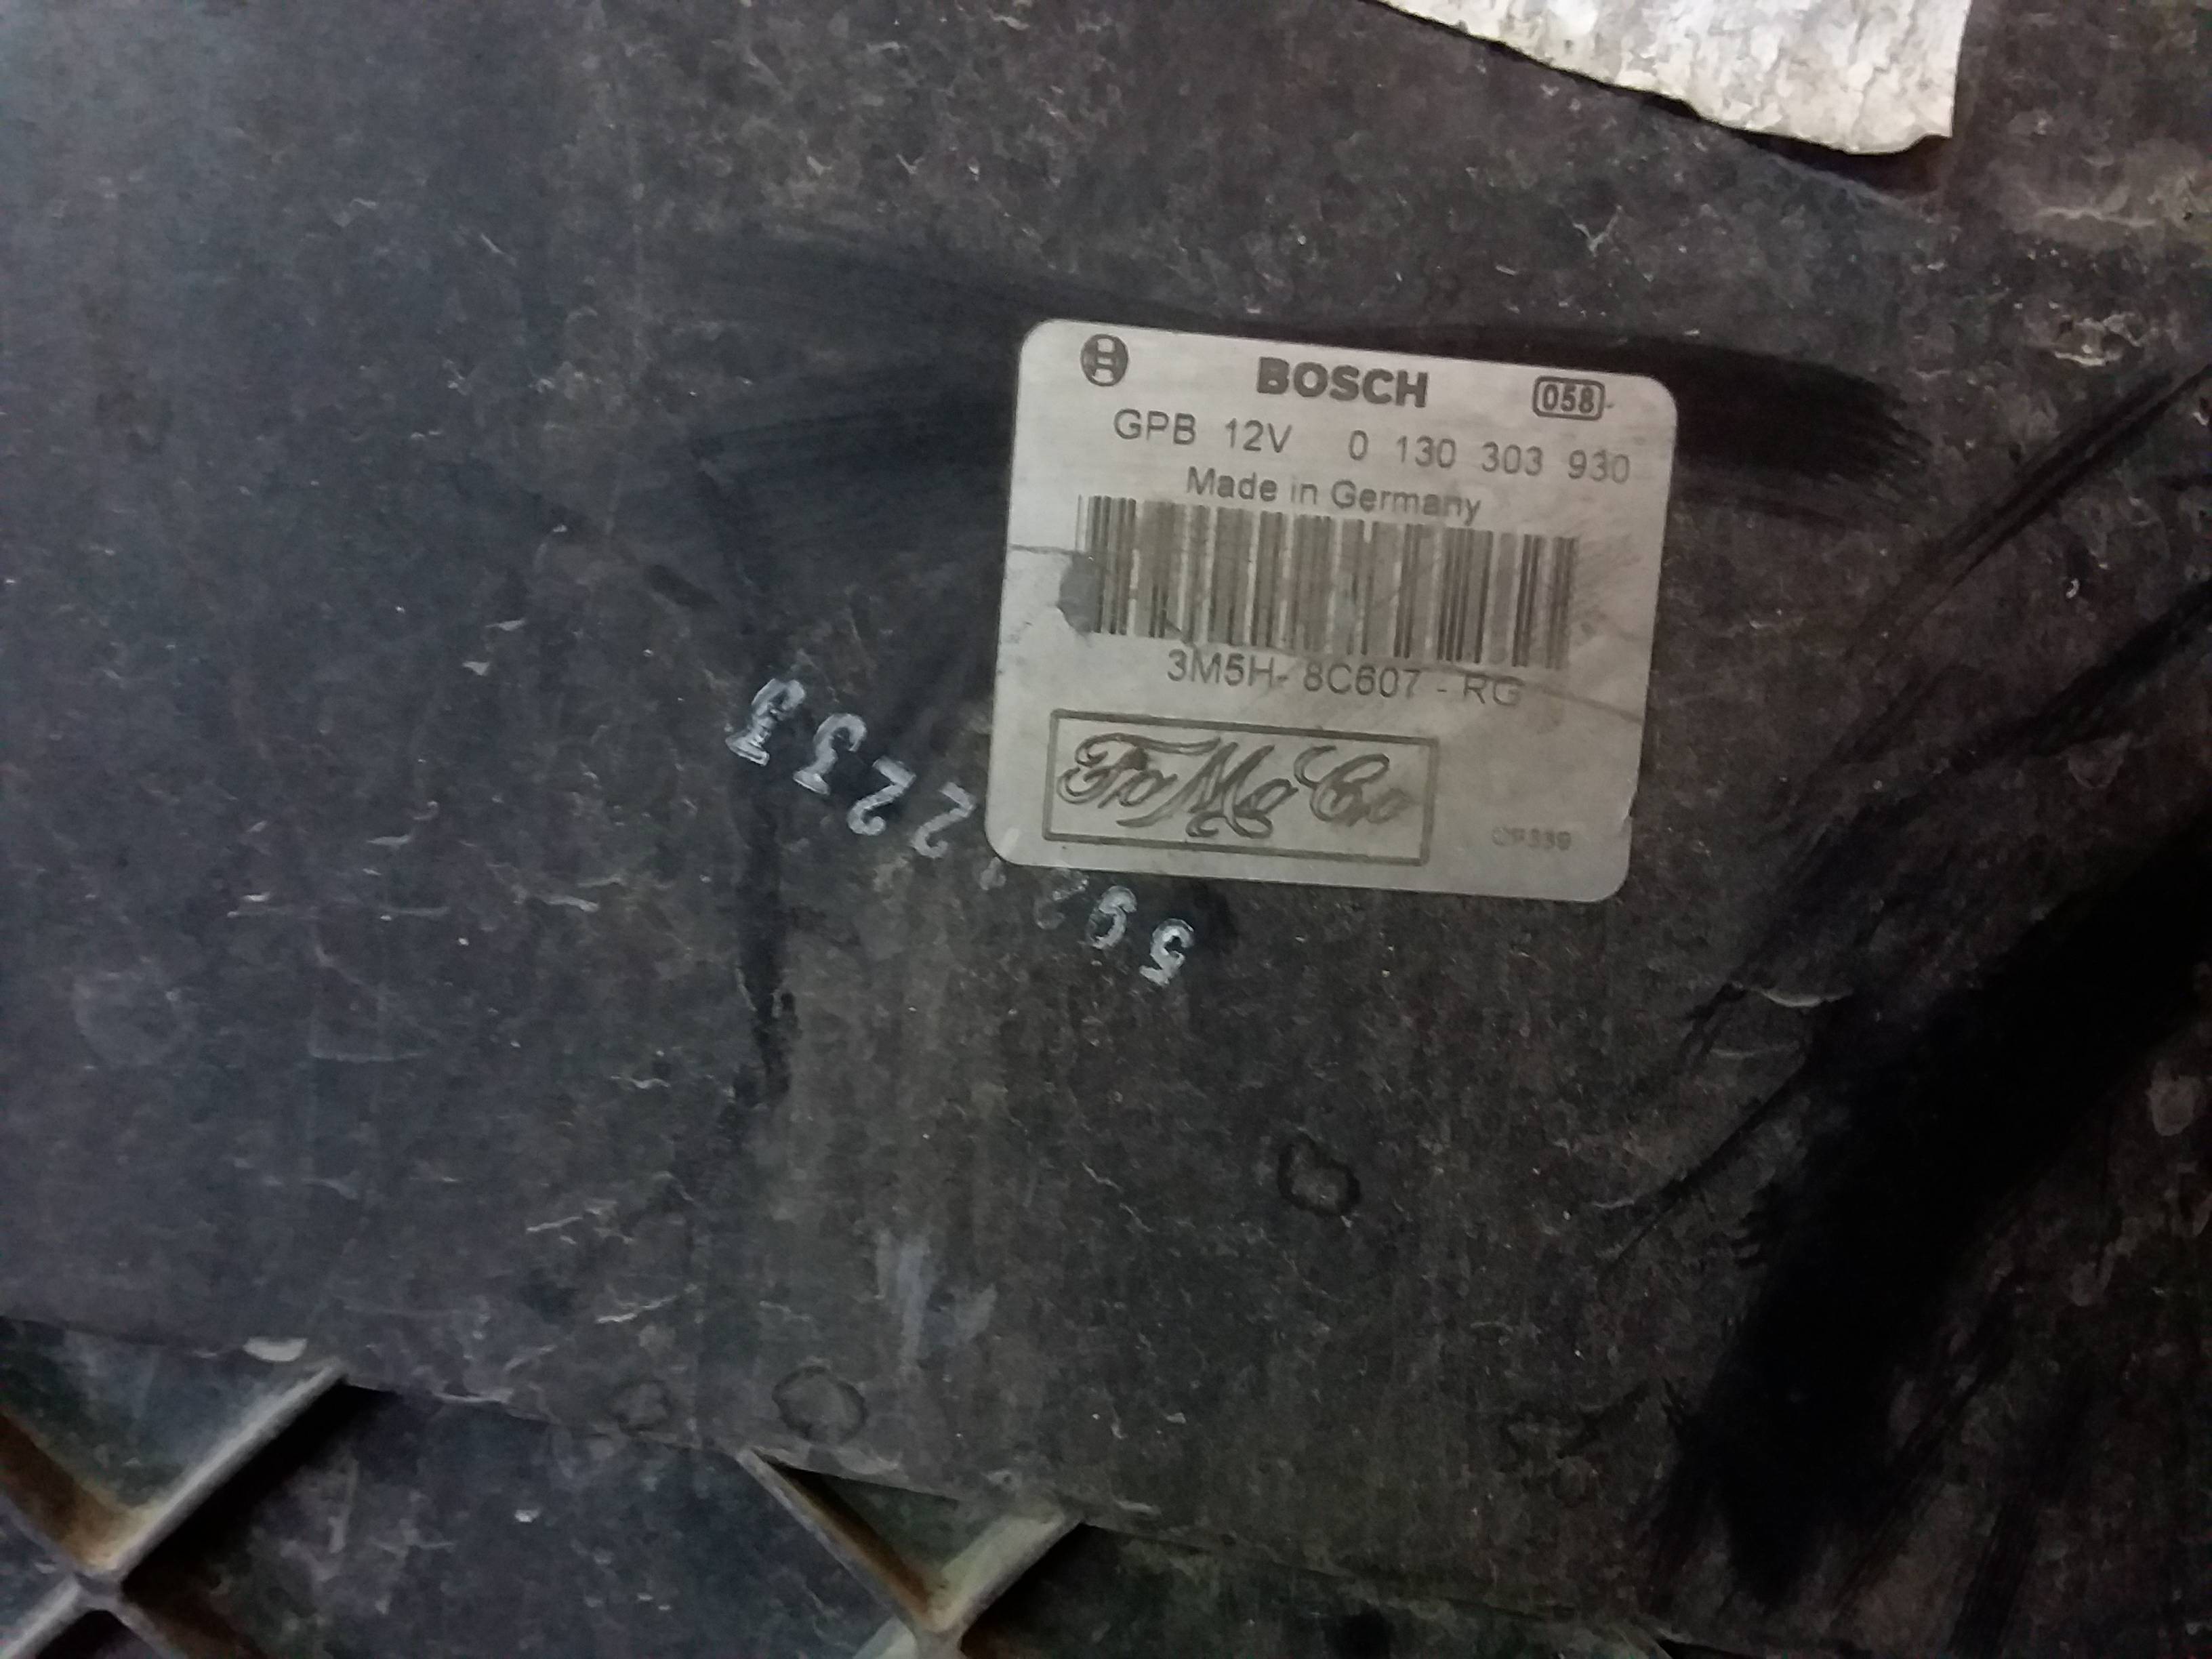 BOSCH 058
GPB 12V 0 130 303 930
Made in Germany
3M5H- 8C607 - RG
FoMoCo